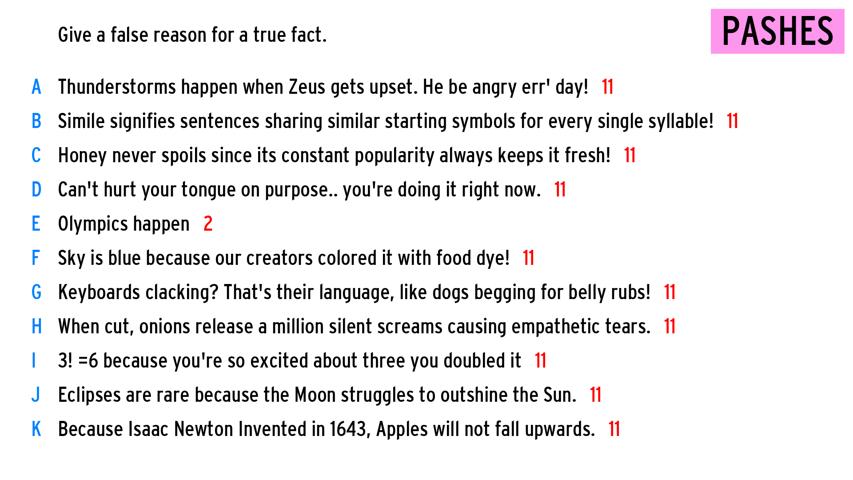 Give a false reason for a true fact.
PASHES
A Thunderstorms happen when Zeus gets upset. He be angry err' day! 11
B Simile signifies sentences sharing similar starting symbols for every single syllable! 11
C Honey never spoils since its constant popularity always keeps it fresh! 11
D Can't hurt your tongue on purpose.. you're doing it right now. 11
E Olympics happen 2
F Sky is blue because our creators colored it with food dye! 11
G Keyboards clacking? That's their language, like dogs begging for belly rubs! 11
H When cut, onions release a million silent screams causing empathetic tears. 11
I 3! =6 because you're so excited about three you doubled it 11
J Eclipses are rare because the Moon struggles to outshine the Sun. 11
K Because Isaac Newton Invented in 1643, Apples will not fall upwards. 11